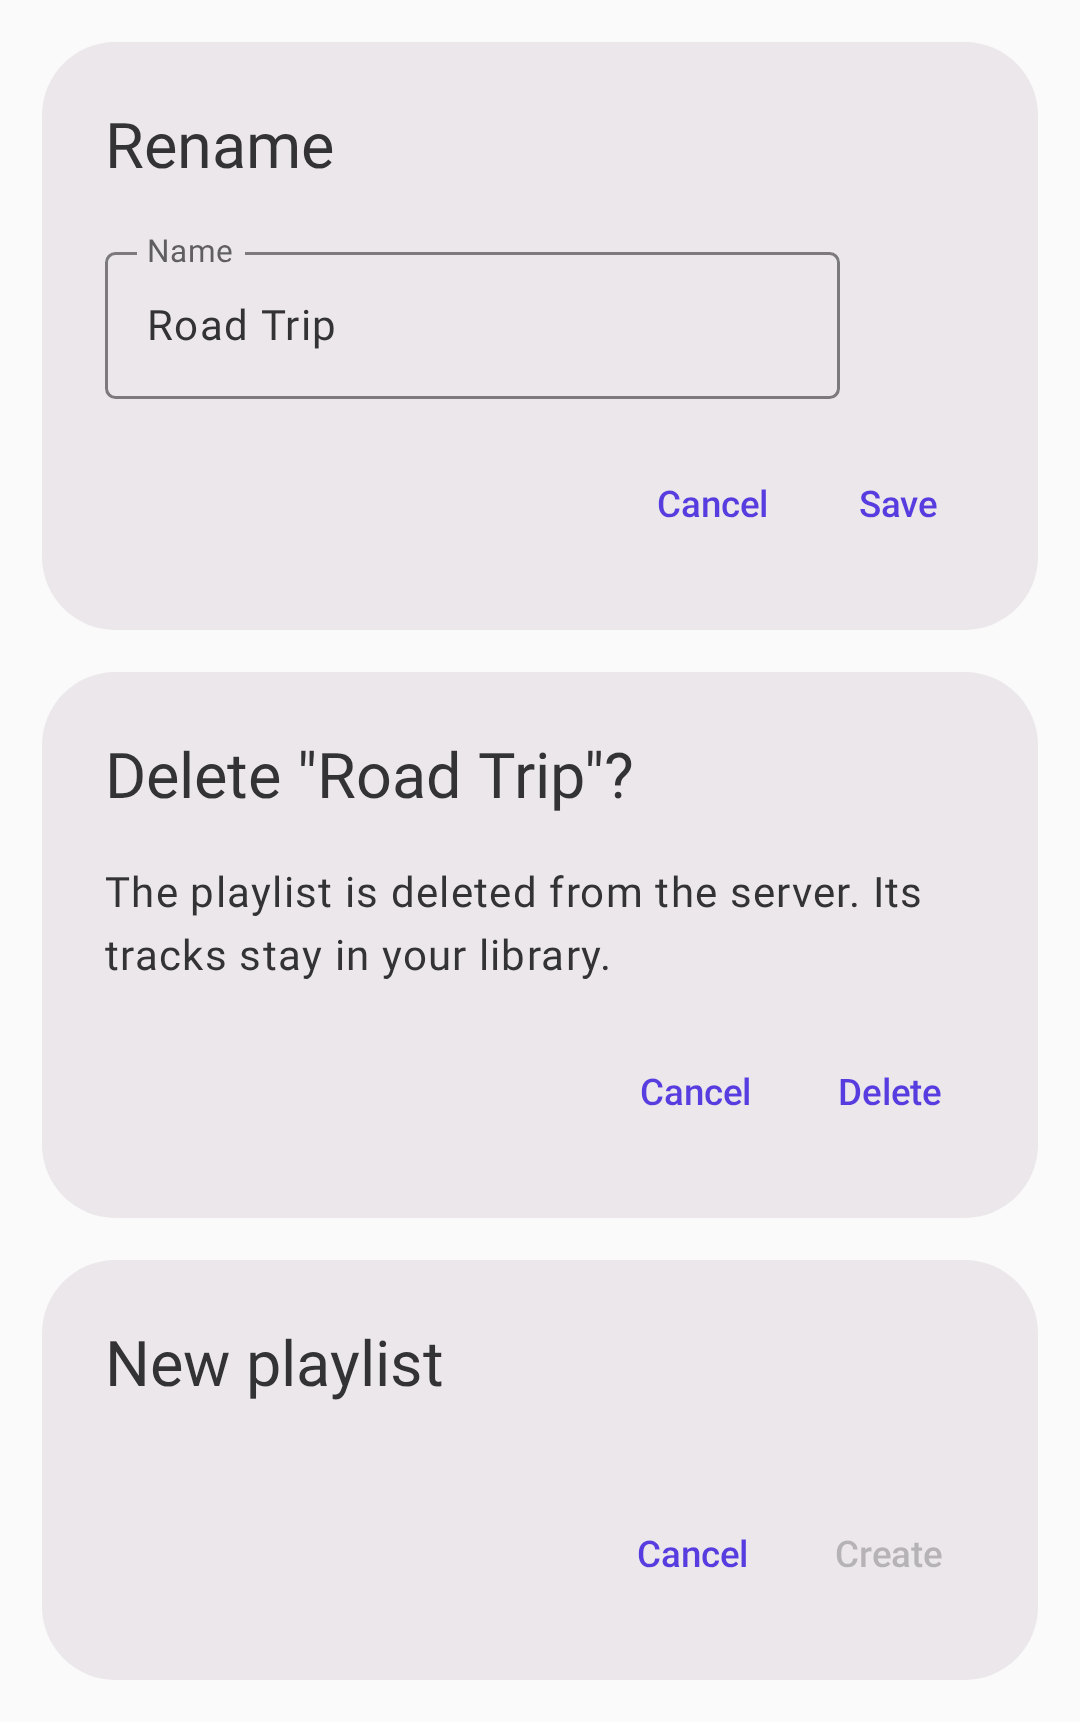 Rename
Name
Road Trip
Cancel Save
Delete "Road Trip"?
The playlist is deleted from the server. Its
tracks stay in your library.
Cancel Delete
New playlist
Cancel Create